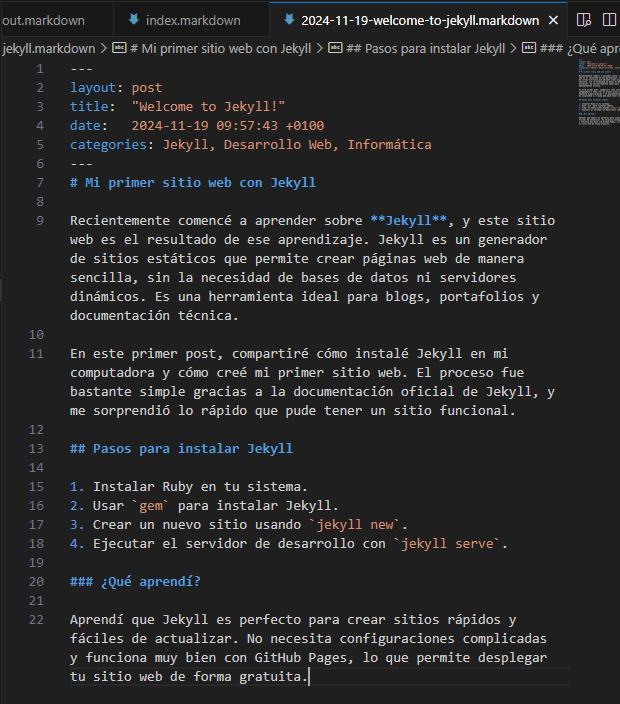 out.markdown
index.markdown
2024-11-19-welcome-to-jekyll.markdown
jekyll.markdown > # Mi primer sitio web con Jekyll > ## Pasos para instalar Jekyll > ### ¿Qué apr
1 ---
2 layout: post
3 title:  "Welcome to Jekyll!"
4 date:   2024-11-19 09:57:43 +0100
5 categories: Jekyll, Desarrollo Web, Informática
6 ---
7 # Mi primer sitio web con Jekyll
8
9 Recientemente comencé a aprender sobre **Jekyll**, y este sitio
web es el resultado de ese aprendizaje. Jekyll es un generador
de sitios estáticos que permite crear páginas web de manera
sencilla, sin la necesidad de bases de datos ni servidores
dinámicos. Es una herramienta ideal para blogs, portafolios y
documentación técnica.
10
11 En este primer post, compartiré cómo instalé Jekyll en mi
computadora y cómo creé mi primer sitio web. El proceso fue
bastante simple gracias a la documentación oficial de Jekyll, y
me sorprendió lo rápido que pude tener un sitio funcional.
12
13 ## Pasos para instalar Jekyll
14
15 1. Instalar Ruby en tu sistema.
16 2. Usar `gem` para instalar Jekyll.
17 3. Crear un nuevo sitio usando `jekyll new`.
18 4. Ejecutar el servidor de desarrollo con `jekyll serve`.
19
20 ### ¿Qué aprendí?
21
22 Aprendí que Jekyll es perfecto para crear sitios rápidos y
fáciles de actualizar. No necesita configuraciones complicadas
y funciona muy bien con GitHub Pages, lo que permite desplegar
tu sitio web de forma gratuita.